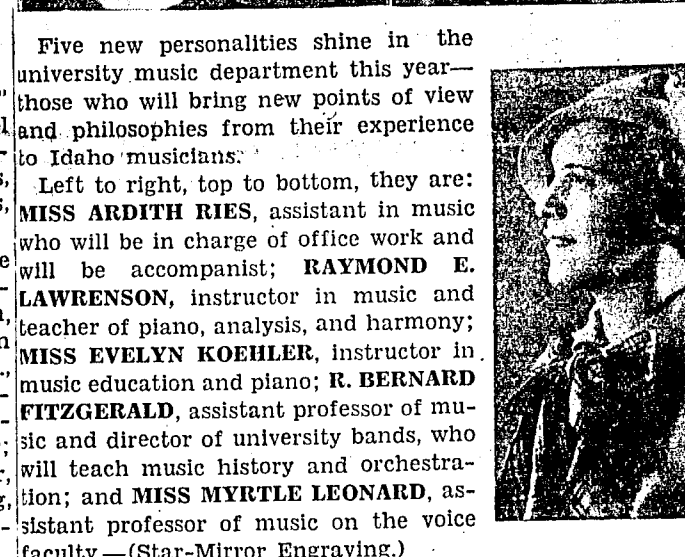 Five new personalities shine in the
university music department this year—
those who will bring new points of view
and philosophies from their experience
to Idaho musicians.
Left to right, top to bottom, they are:
MISS ARDITH RIES, assistant in music
who will be in charge of office work and
will be accompanist; RAYMOND E.
LAWRENSON, instructor in music and
teacher of piano, analysis, and harmony;
MISS EVELYN KOEHLER, instructor in
music education and piano; R. BERNARD
FITZGERALD, assistant professor of mu-
sic and director of university bands, who
will teach music history and orchestra-
tion; and MISS MYRTLE LEONARD, as-
sistant professor of music on the voice
faculty.—(Star-Mirror Engraving.)